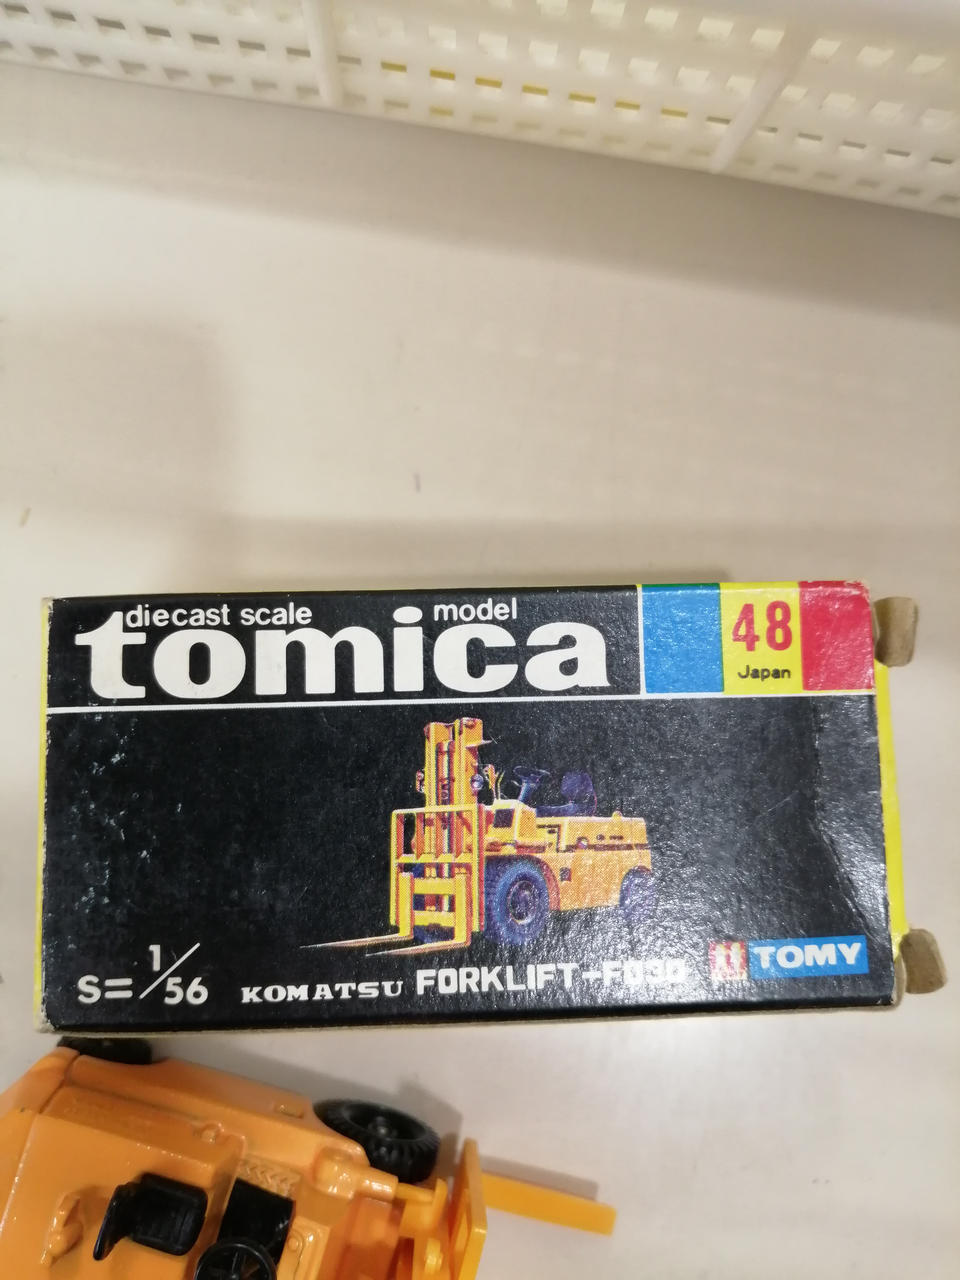 diecast scale model
tomica
48
Japan
S=1/56
KOMATSU FORKLIFT-FD30
TOMY